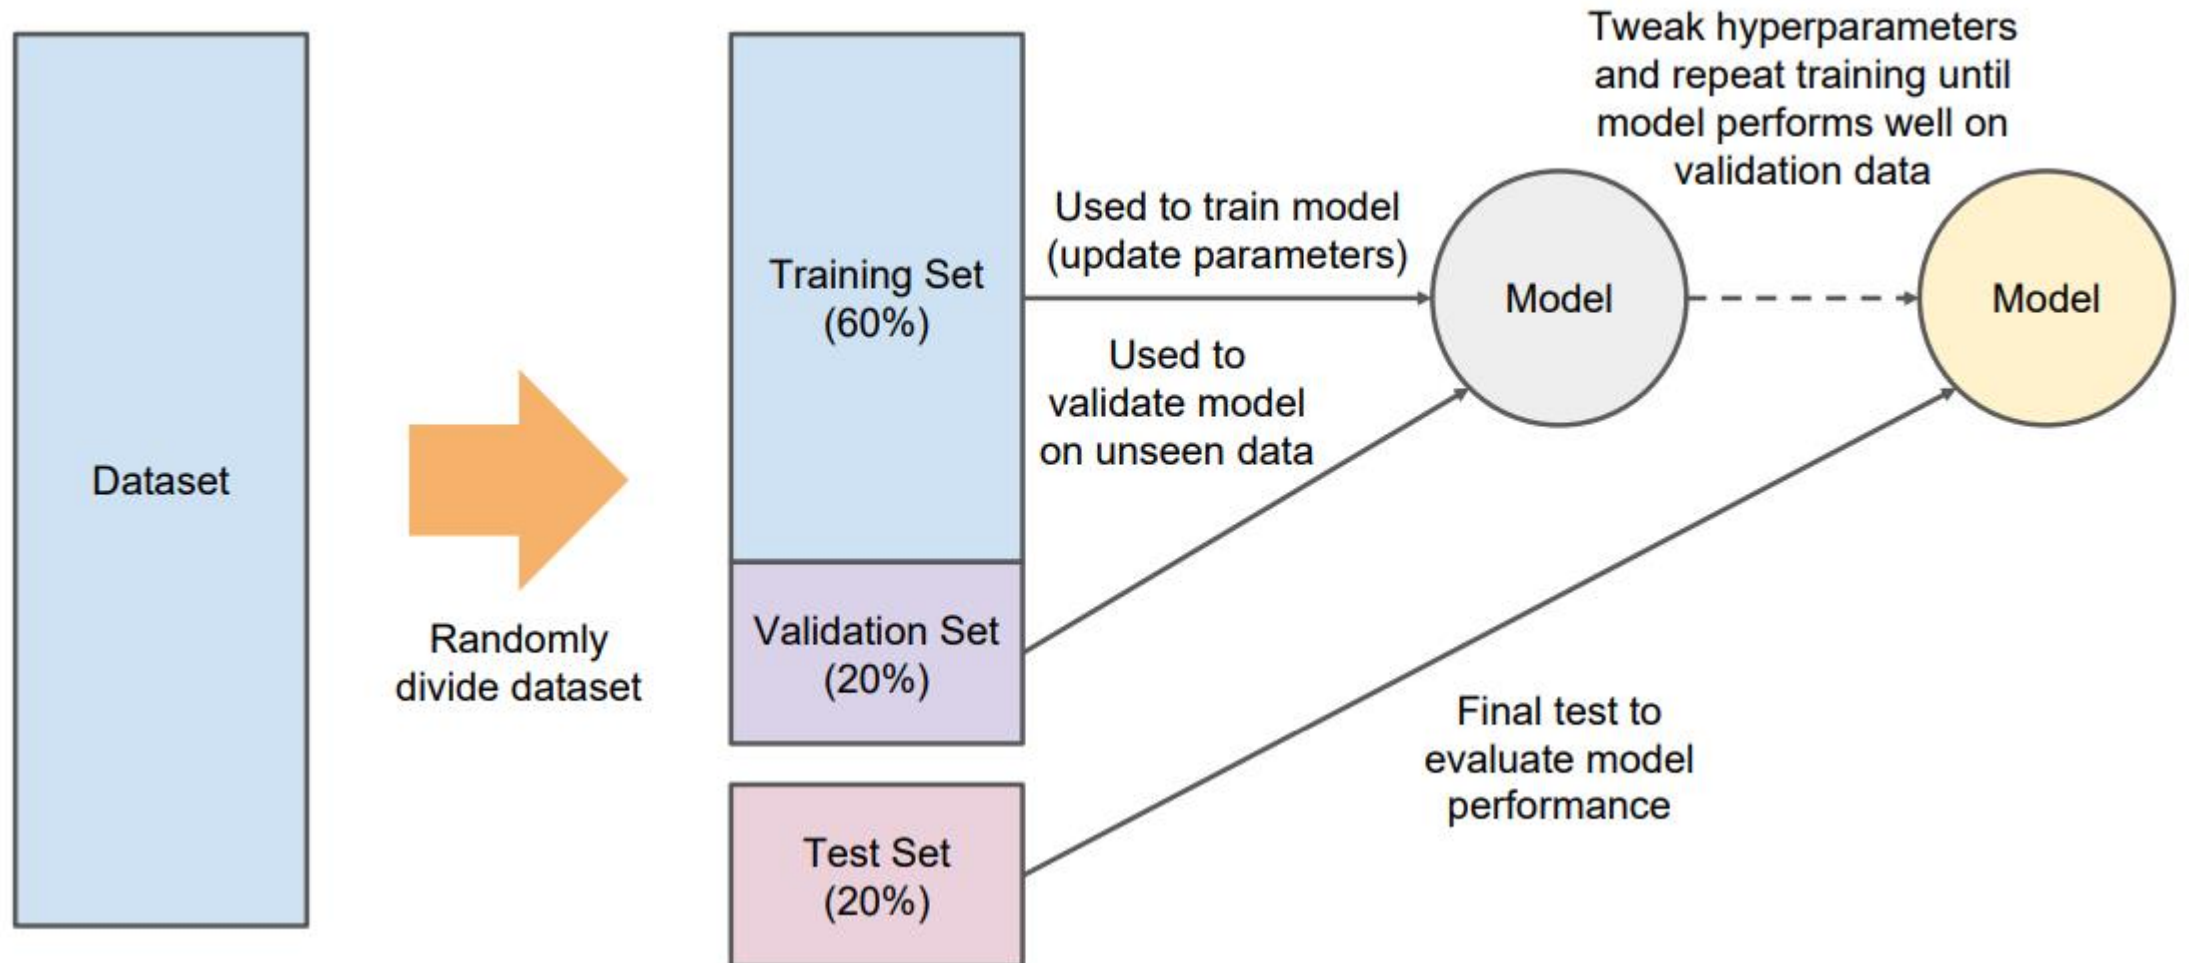 Dataset
Randomly
divide dataset
Training Set
(60%)
Validation Set
(20%)
Test Set
(20%)
Used to train model
(update parameters)
Used to
validate model
on unseen data
Model
Tweak hyperparameters
and repeat training until
model performs well on
validation data
Model
Final test to
evaluate model
performance